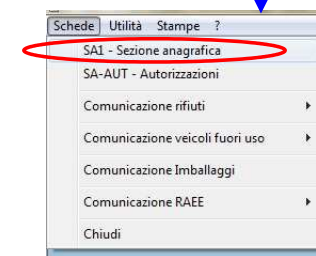 Schede Utilità Stampe ?
SA1 - Sezione anagrafica
SA-AUT - Autorizzazioni
Comunicazione rifiuti
Comunicazione veicoli fuori uso
Comunicazione Imballaggi
Comunicazione RAEE
Chiudi